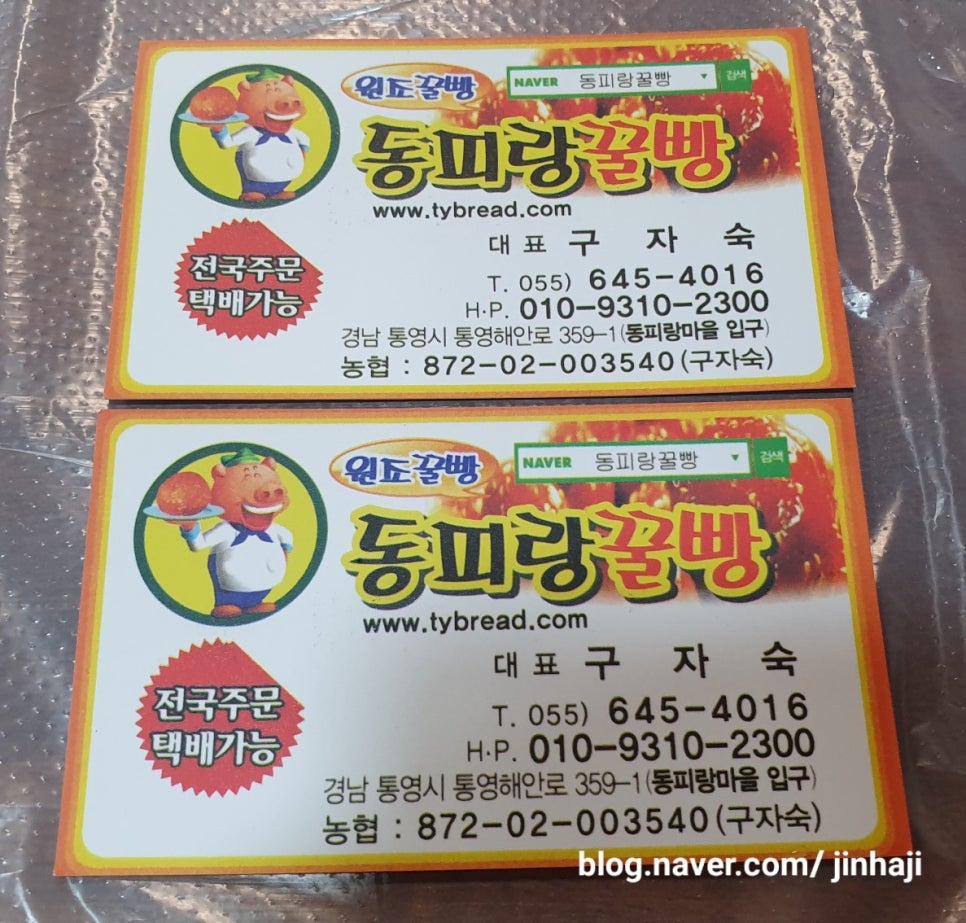 원조꿀빵
NAVER 동피랑꿀빵 검색
동피랑꿀빵
www.tybread.com
대표 구 자 숙
전국주문
택배가능
T. 055) 645-4016
H·P. 010-9310-2300
경남 통영시 통영해안로 359-1(동피랑마을 입구)
농협 : 872-02-003540(구자숙)
원조꿀빵
NAVER 동피랑꿀빵 검색
동피랑꿀빵
www.tybread.com
대표 구 자 숙
전국주문
택배가능
T. 055) 645-4016
H·P. 010-9310-2300
경남 통영시 통영해안로 359-1(동피랑마을 입구)
농협 : 872-02-003540(구자숙)
blog.naver.com/ jinhaji